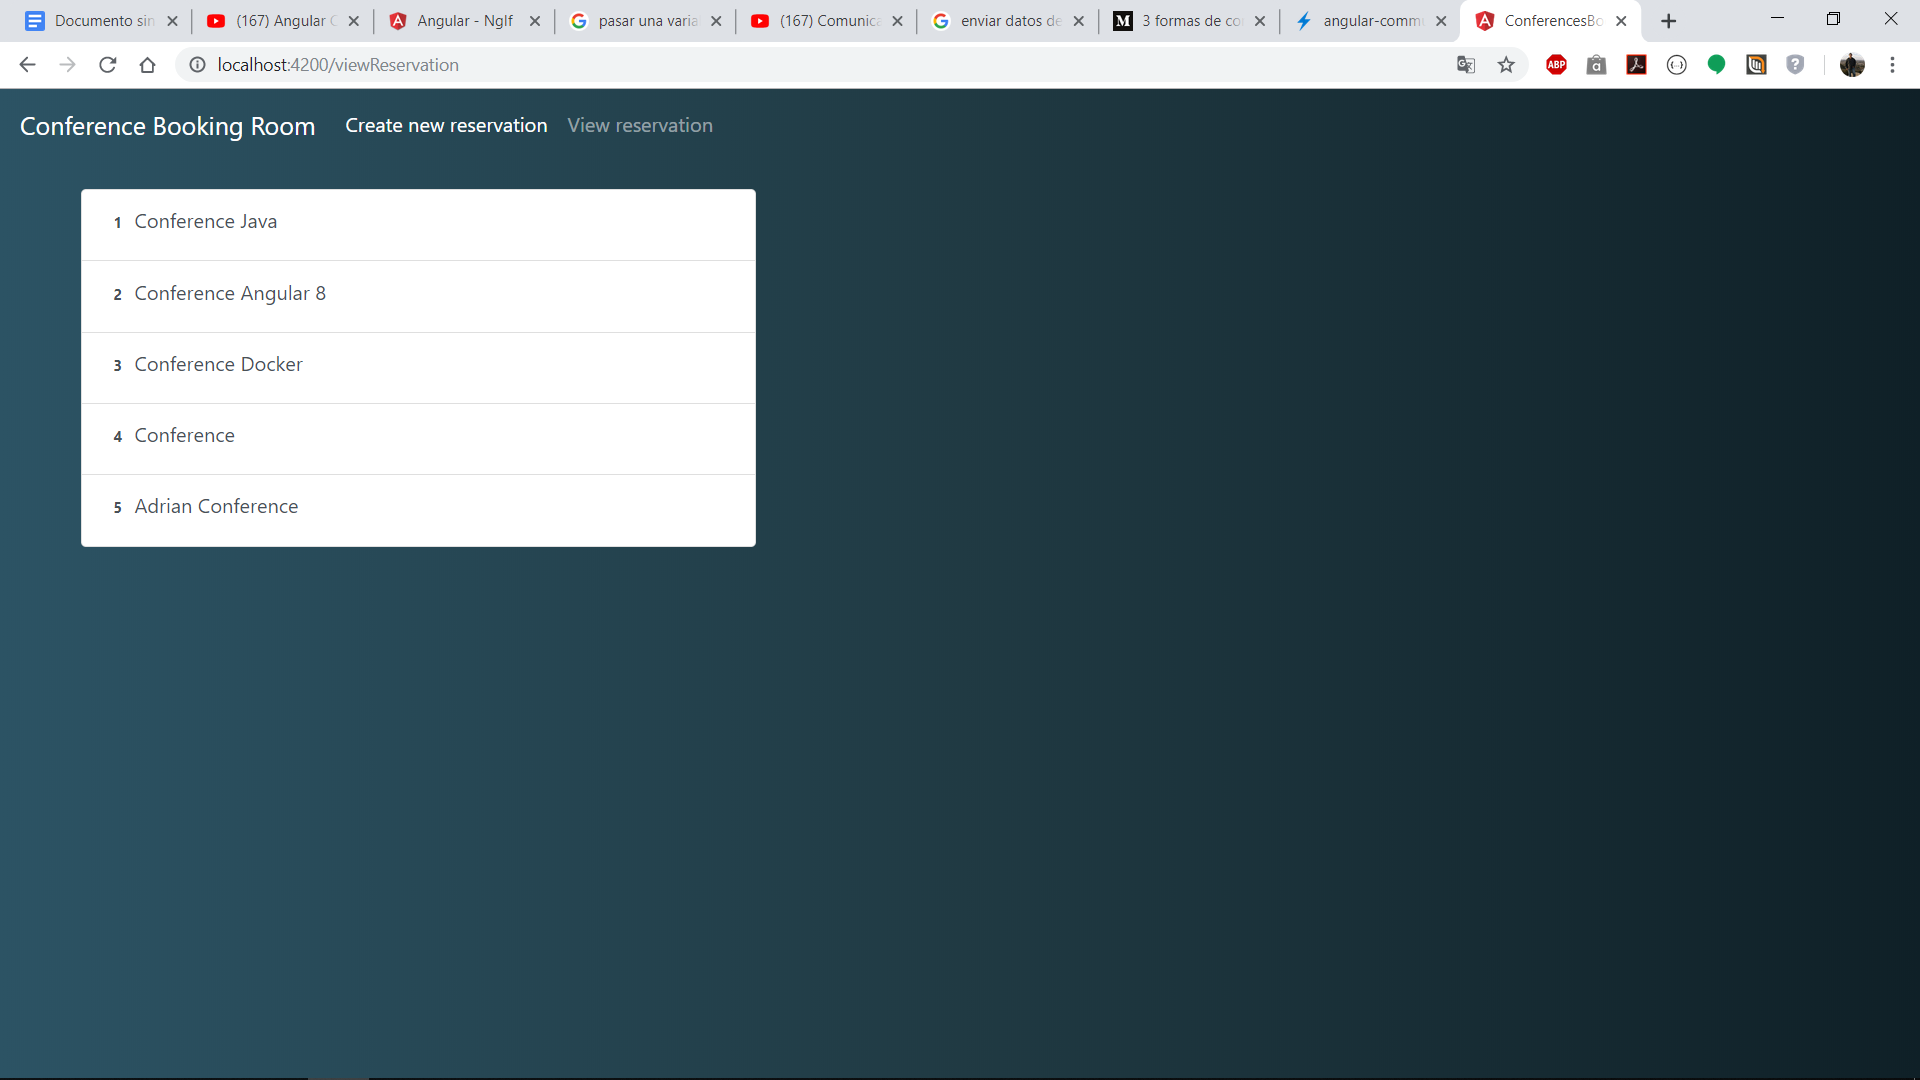 Documento sin
(167) Angular C
Angular - NgIf
pasar una varia
(167) Comunica
enviar datos de
3 formas de co
angular-commu
ConferencesBo
localhost:4200/viewReservation
ABP
Conference Booking Room
Create new reservation
View reservation
1 Conference Java
2 Conference Angular 8
3 Conference Docker
4 Conference
5 Adrian Conference